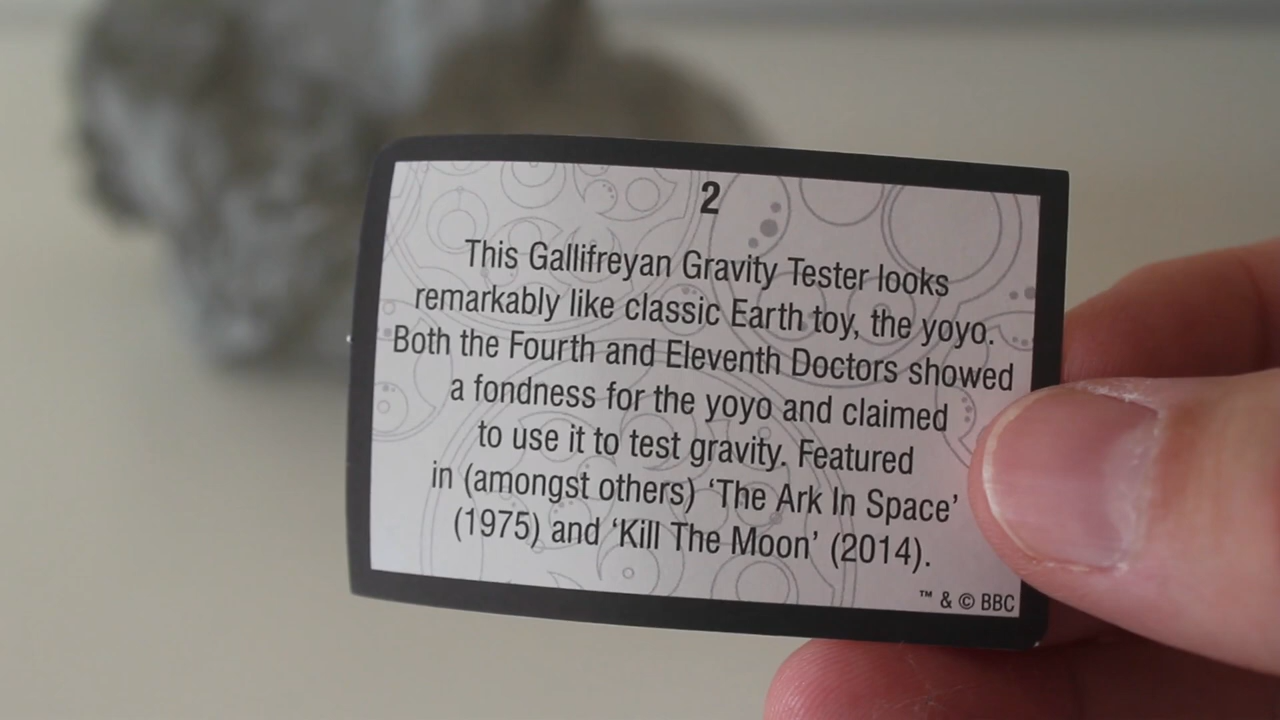 2
This Gallifreyan Gravity Tester looks
remarkably like classic Earth toy, the yoyo.
Both the Fourth and Eleventh Doctors showed
a fondness for the yoyo and claimed
to use it to test gravity. Featured
in (amongst others) ‘The Ark In Space’
(1975) and ‘Kill The Moon’ (2014).
™ & © BBC